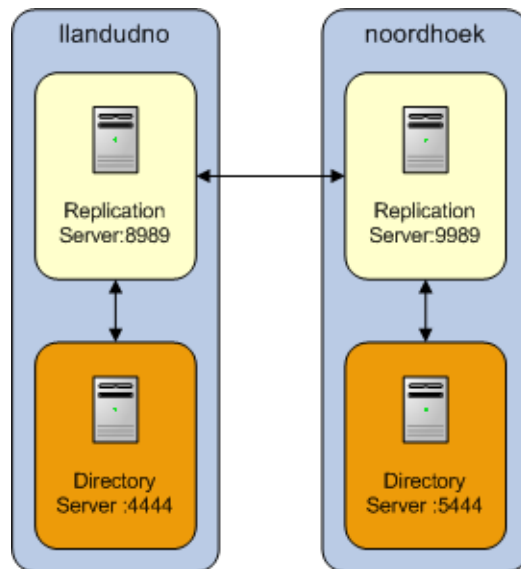 llandudno
noordhoek
Replication
Server:8989
Replication
Server:9989
Directory
Server :4444
Directory
Server :5444